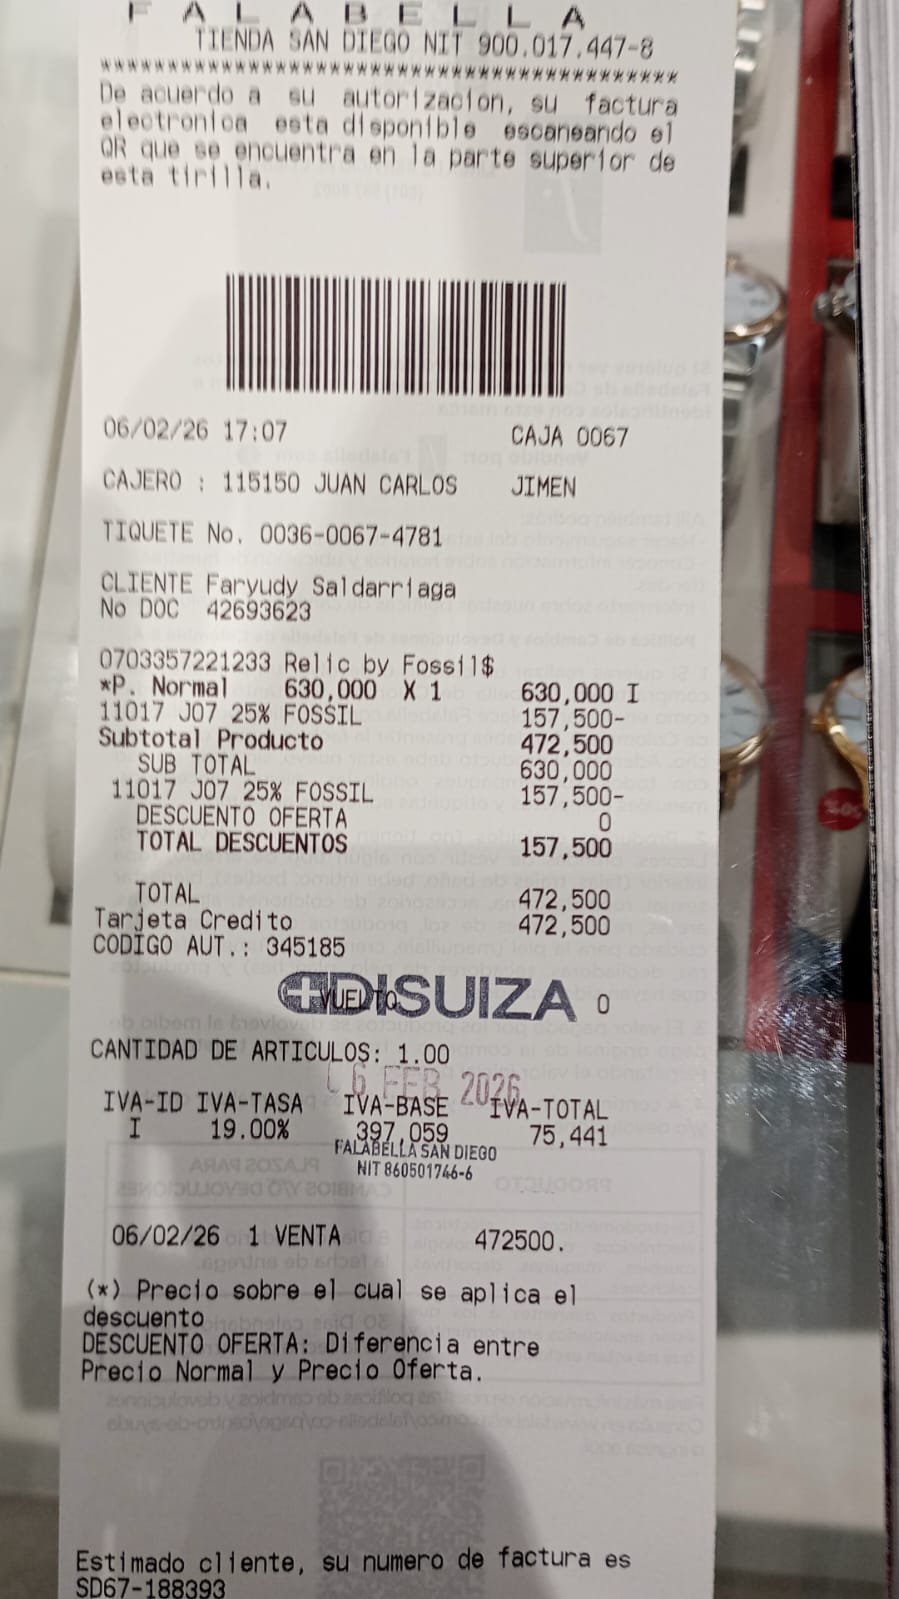 F A L A B E L L A
TIENDA SAN DIEGO NIT 900.017.447-8
****************************************
De acuerdo a su autorizacion, su factura
electronica esta disponible escaneando el
QR que se encuentra en la parte superior de
esta tirilla.
06/02/26 17:07 CAJA 0067
CAJERO : 115150 JUAN CARLOS JIMEN
TIQUETE No. 0036-0067-4781
CLIENTE Faryudy Saldarriaga
No DOC 42693623
0703357221233 Relic by Fossil$
*P. Normal 630,000 X 1 630,000 I
11017 J07 25% FOSSIL 157,500-
Subtotal Producto 472,500
SUB TOTAL 630,000
11017 J07 25% FOSSIL 157,500-
DESCUENTO OFERTA 0
TOTAL DESCUENTOS 157,500
TOTAL 472,500
Tarjeta Credito 472,500
CODIGO AUT.: 345185
DISUIZA
VUELTO 0
CANTIDAD DE ARTICULOS: 1.00
6 FEB 2026
IVA-ID IVA-TASA IVA-BASE IVA-TOTAL
I 19.00% 397,059 75,441
FALABELLA SAN DIEGO
NIT 860501746-6
06/02/26 1 VENTA 472500.
(*) Precio sobre el cual se aplica el
descuento
DESCUENTO OFERTA: Diferencia entre
Precio Normal y Precio Oferta.
Estimado cliente, su numero de factura es
SD67-188393